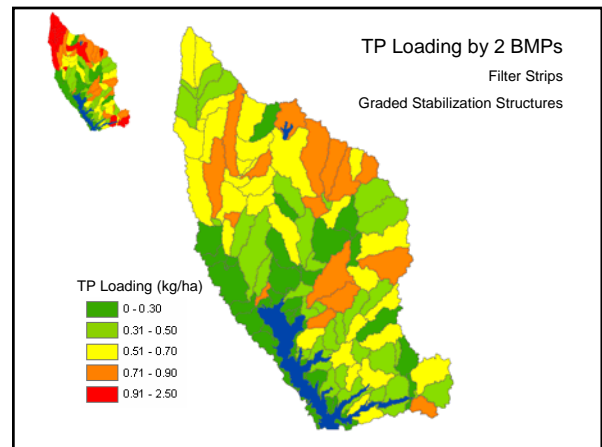 TP Loading by 2 BMPs
Filter Strips
Graded Stabilization Structures
TP Loading (kg/ha)
0 - 0.30
0.31 - 0.50
0.51 - 0.70
0.71 - 0.90
0.91 - 2.50